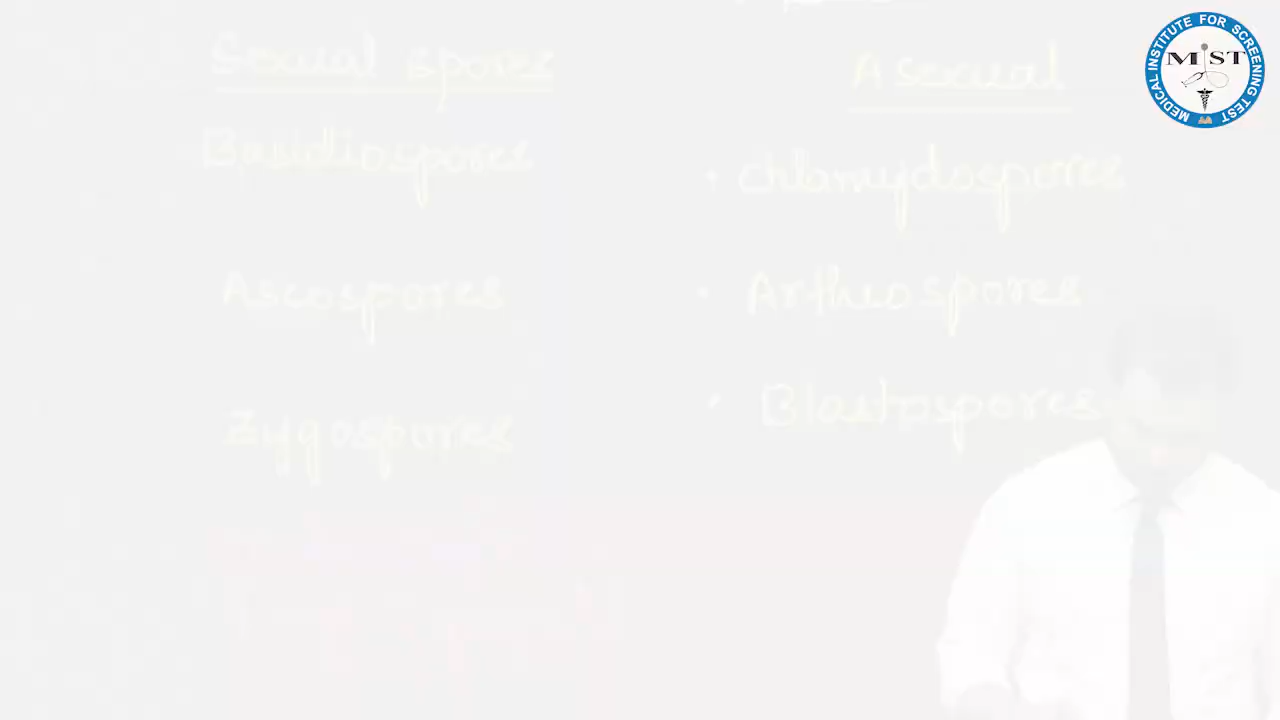 Sexual spores
Basidiospores
Ascospores
Zygospores
Asexual
• Chlamydospores
• Arthrospores
• Blastospores
MEDICAL INSTITUTE FOR SCREENING TEST
MIST